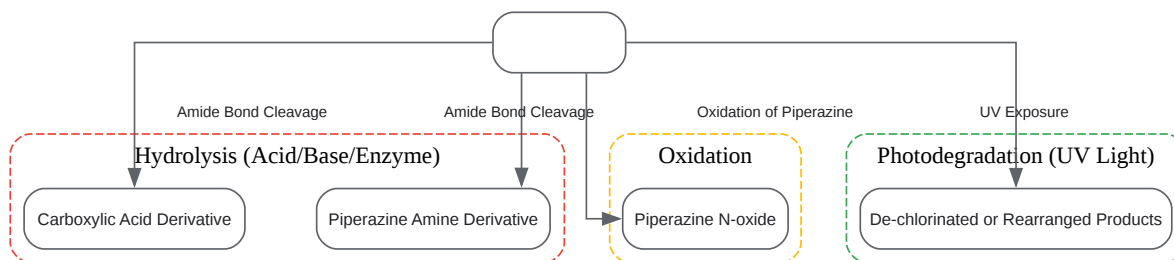 Amide Bond Cleavage
Amide Bond Cleavage
Oxidation of Piperazine
UV Exposure
Hydrolysis (Acid/Base/Enzyme)
Oxidation
Photodegradation (UV Light)
Carboxylic Acid Derivative
Piperazine Amine Derivative
Piperazine N-oxide
De-chlorinated or Rearranged Products